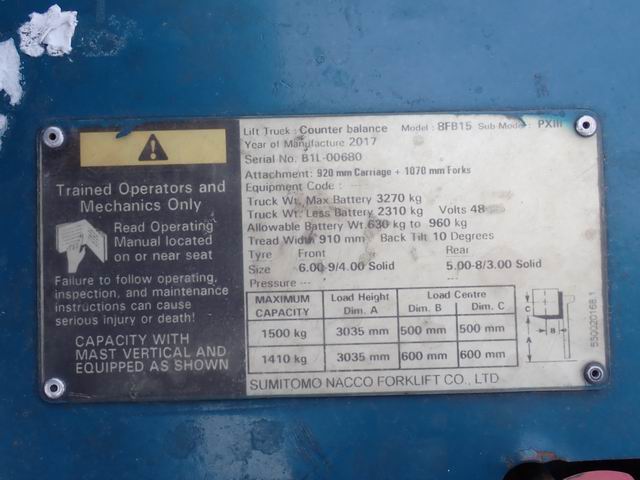 Lift Truck : Counter balance Model : 8FB15 Sub Model : PXIII
Year of Manufacture 2017
Serial No. B1L-00680
Attachment: 920 mm Carriage + 1070 mm Forks
Equipment Code : ---
Truck Wt. Max Battery 3270 kg
Truck Wt. Less Battery 2310 kg Volts 48
Allowable Battery Wt. 630 kg to 960 kg
Tread Width 910 mm Back Tilt 10 Degrees
Tyre Front Rear
Size 6.00-9/4.00 Solid 5.00-8/3.00 Solid
Pressure --- ---
MAXIMUM CAPACITY Load Height Dim. A Load Centre Dim. B Dim. C
1500 kg 3035 mm 500 mm 500 mm
1410 kg 3035 mm 600 mm 600 mm
SUMITOMO NACCO FORKLIFT CO., LTD
C
A
B
550020168.1
Trained Operators and
Mechanics Only
Read Operating
Manual located
on or near seat
Failure to follow operating,
inspection, and maintenance
instructions can cause
serious injury or death!
CAPACITY WITH
MAST VERTICAL AND
EQUIPPED AS SHOWN